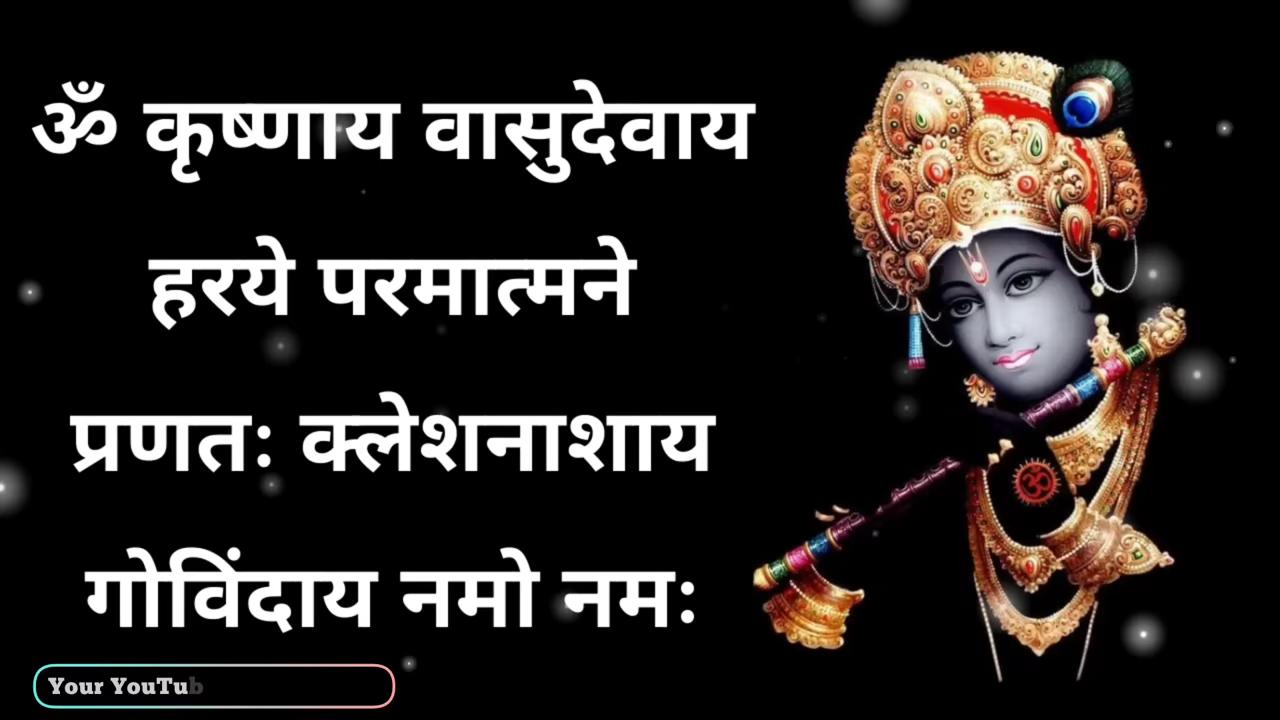 ॐ कृष्णाय वासुदेवाय
हरये परमात्मने
प्रणतः क्लेशनाशाय
गोविंदाय नमो नमः
Your YouTub
ॐ